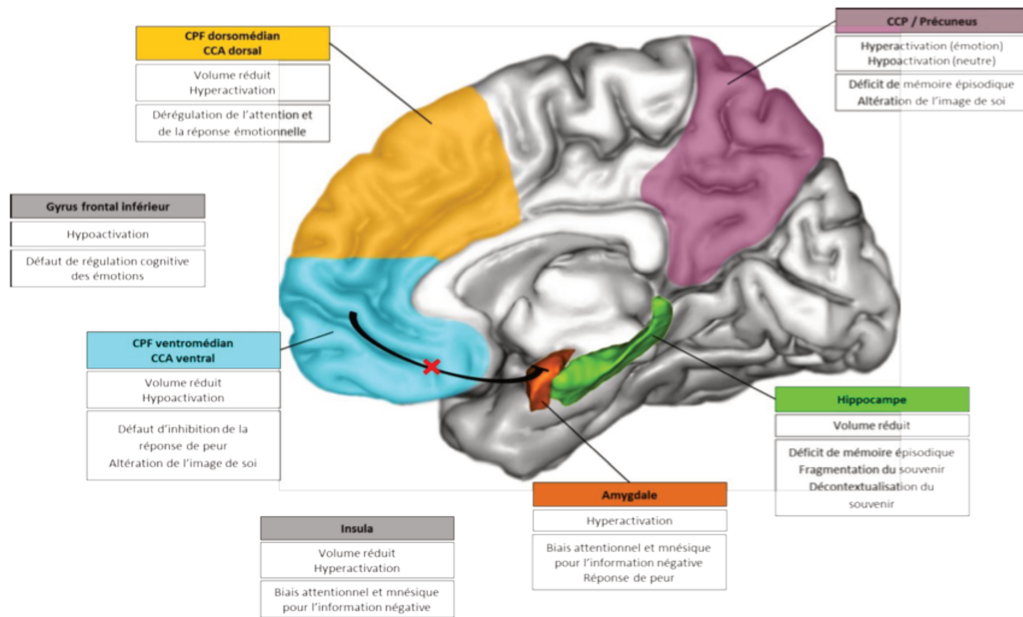 CPF dorsomédian
CCA dorsal
Volume réduit
Hyperactivation
Dérégulation de l'attention et
de la réponse émotionnelle
CCP / Précuneus
Hyperactivation (émotion)
Hypoactivation (neutre)
Déficit de mémoire épisodique
Altération de l'image de soi
Gyrus frontal inférieur
Hypoactivation
Défaut de régulation cognitive
des émotions
CPF ventromédian
CCA ventral
Volume réduit
Hypoactivation
Défaut d'inhibition de la
réponse de peur
Altération de l'image de soi
Hippocampe
Volume réduit
Déficit de mémoire épisodique
Fragmentation du souvenir
Décontextualisation du
souvenir
Amygdale
Hyperactivation
Biais attentionnel et mnésique
pour l'information négative
Réponse de peur
Insula
Volume réduit
Hyperactivation
Biais attentionnel et mnésique
pour l'information négative